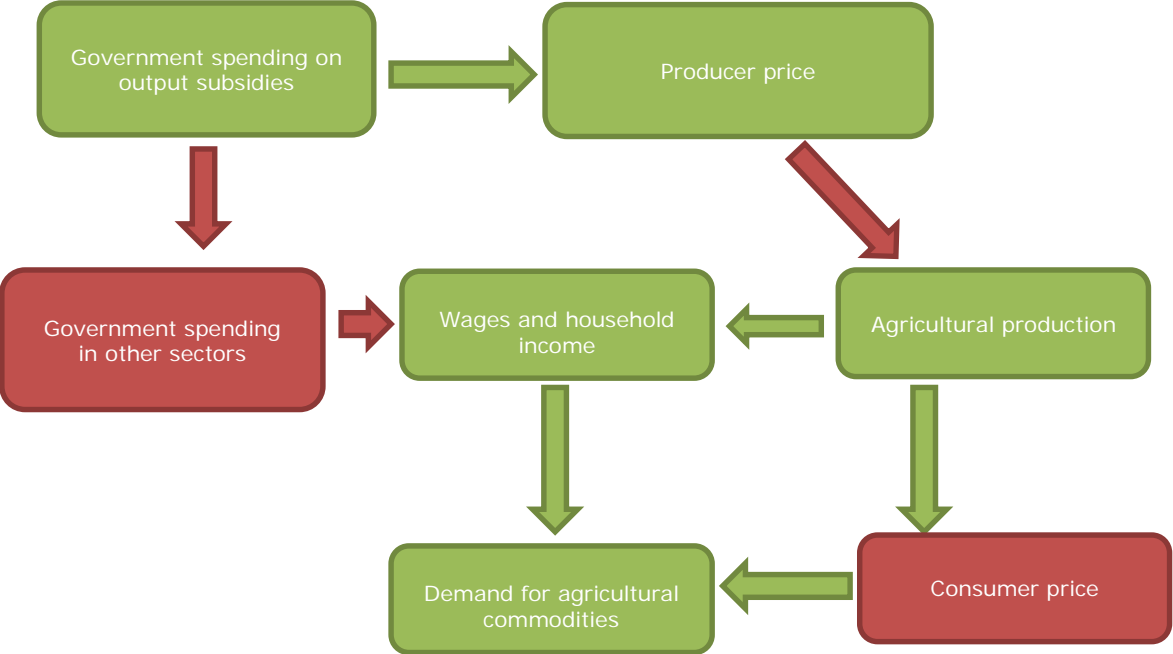 Government spending on
output subsidies
Producer price
Government spending
in other sectors
Wages and household
income
Agricultural production
Demand for agricultural
commodities
Consumer price